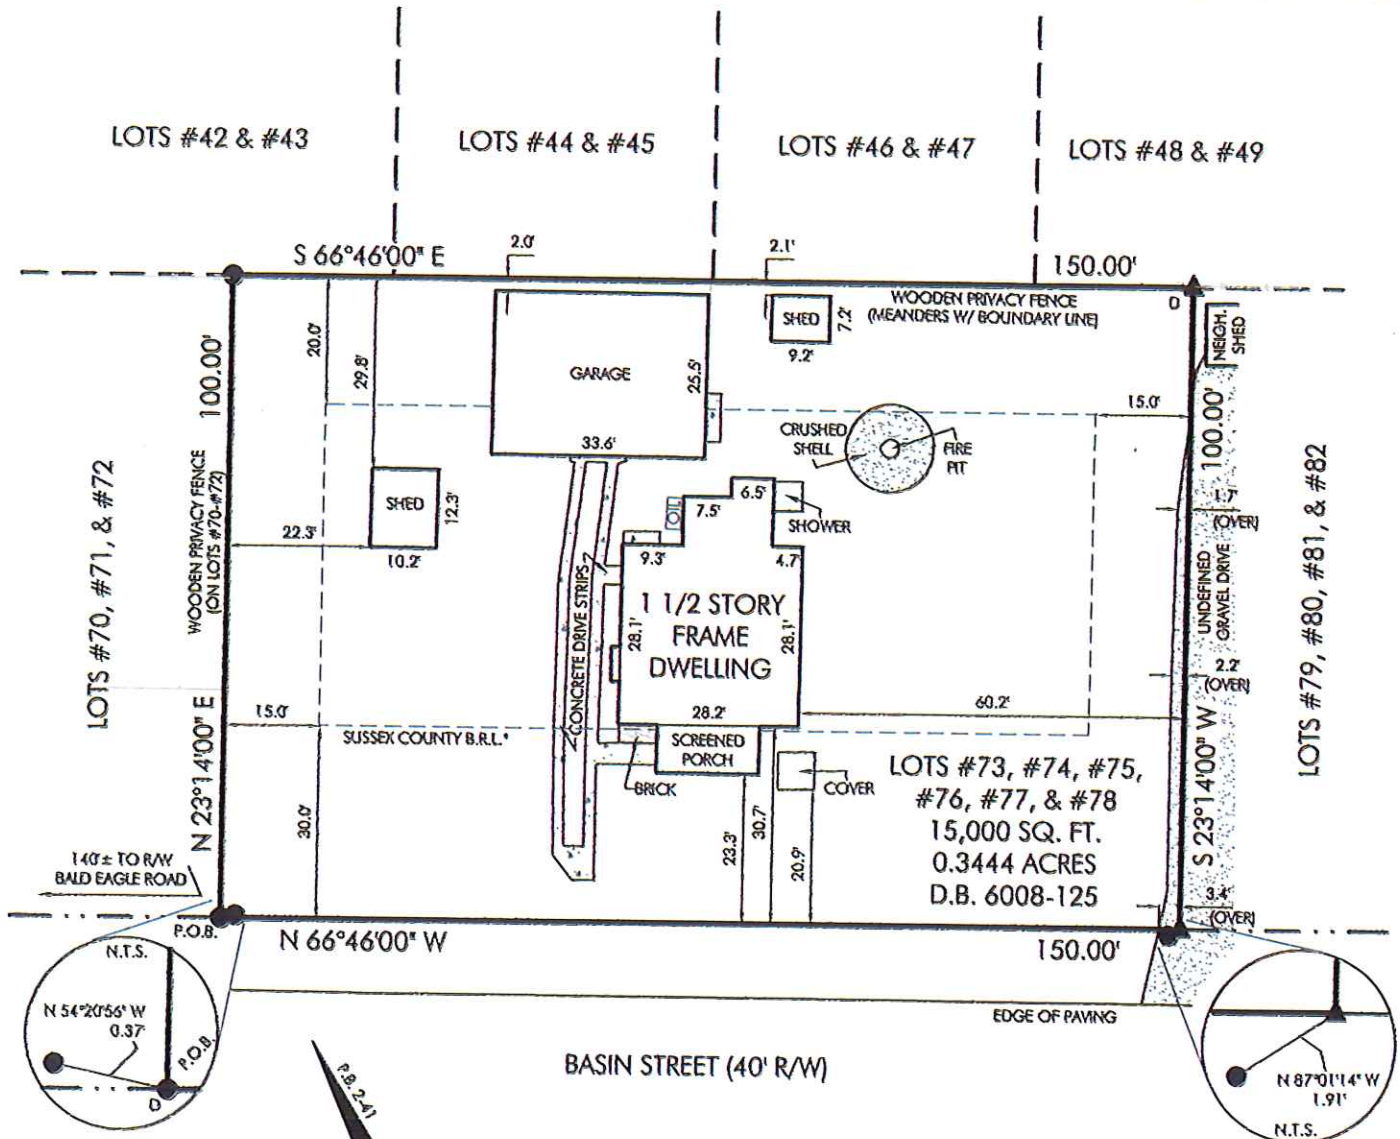 LOTS #42 & #43
LOTS #44 & #45
LOTS #46 & #47
LOTS #48 & #49
S 66°46'00" E
2.0'
2.1'
150.00'
WOODEN PRIVACY FENCE
(MEANDERS W/ BOUNDARY LINE)
D
NEIGH.
SHED
SHED
7.2'
9.2'
20.0'
29.8'
100.00'
GARAGE
25.5'
33.6'
15.0'
100.00'
CRUSHED
SHELL
FIRE
PIT
LOTS #70, #71, & #72
WOODEN PRIVACY FENCE
(ON LOTS #70-#72)
SHED
12.3'
10.2'
22.3'
OIL
6.5'
7.5'
SHOWER
1.7'
(OVER)
9.3'
4.7'
CONCRETE DRIVE STRIPS
1 1/2 STORY
FRAME
DWELLING
28.1'
28.1'
28.2'
UNDEFINED
GRAVEL DRIVE
LOTS #79, #80, #81, & #82
2.2'
(OVER)
60.2'
N 23°14'00" E
15.0'
SUSSEX COUNTY B.R.L.*
SCREENED
PORCH
BRICK
COVER
LOTS #73, #74, #75,
#76, #77, & #78
15,000 SQ. FT.
0.3444 ACRES
D.B. 6008-125
S 23°14'00" W
30.0'
23.3'
30.7'
20.9'
140'± TO R/W
BALD EAGLE ROAD
3.4'
(OVER)
P.O.B.
N 66°46'00" W
150.00'
N.T.S.
N 54°20'56" W
0.37'
P.O.B.
D
EDGE OF PAVING
BASIN STREET (40' R/W)
P.B. 2-41
N 87°01'14" W
1.91'
N.T.S.